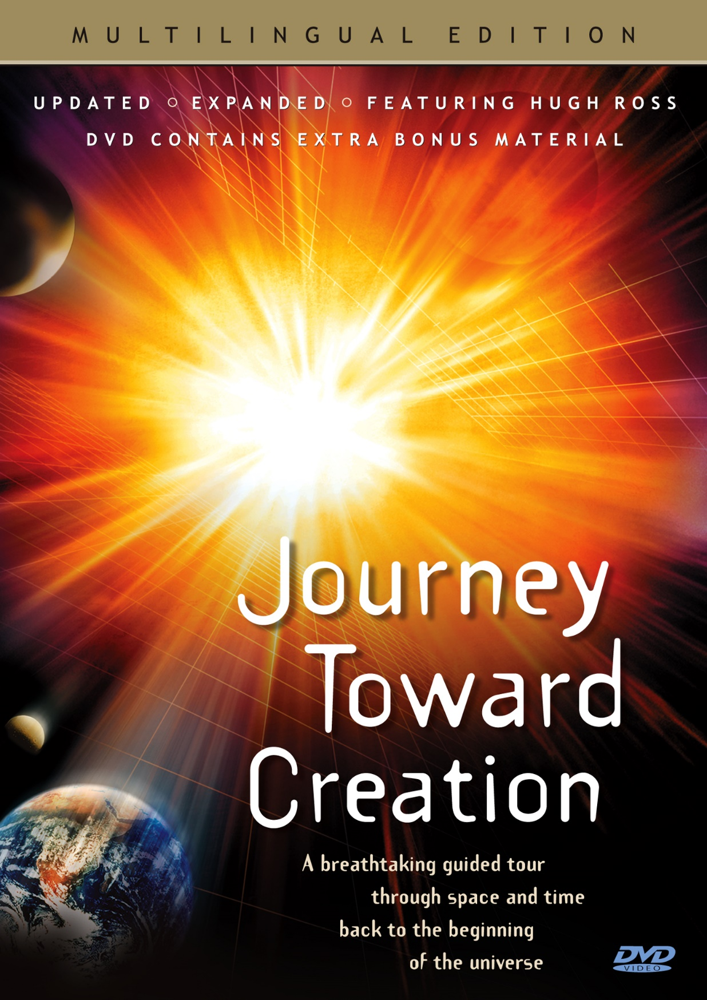 MULTILINGUAL EDITION
UPDATED ○ EXPANDED ○ FEATURING HUGH ROSS
DVD CONTAINS EXTRA BONUS MATERIAL
Journey
Toward
Creation
A breathtaking guided tour
through space and time
back to the beginning
of the universe
DVD
VIDEO